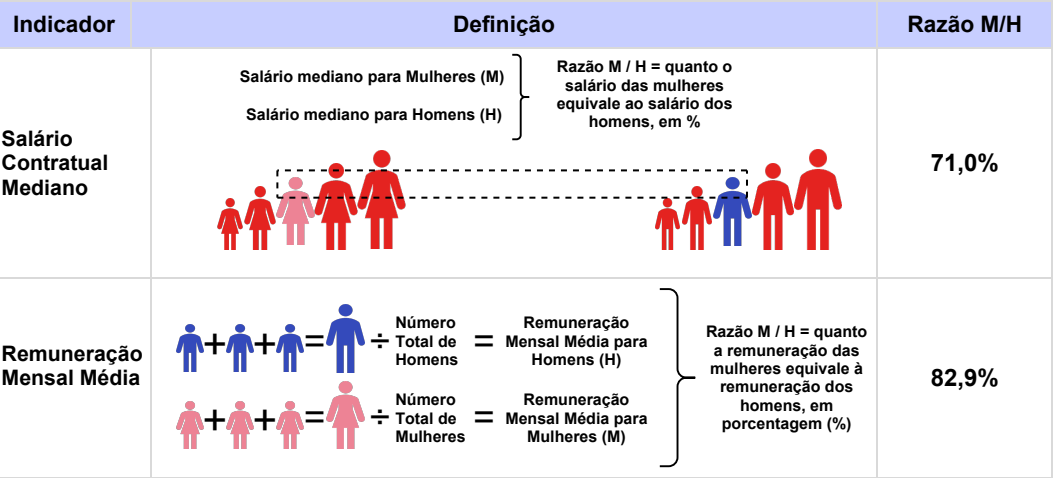 Indicador
Definição
Razão M/H
Salário
Contratual
Mediano
Salário mediano para Mulheres (M)
Salário mediano para Homens (H)
Razão M / H = quanto o
salário das mulheres
equivale ao salário dos
homens, em %
71,0%
Remuneração
Mensal Média
+ + = ÷
Número
Total de
Homens
=
Remuneração
Mensal Média para
Homens (H)
+ + = ÷
Número
Total de
Mulheres
=
Remuneração
Mensal Média para
Mulheres (M)
Razão M / H = quanto
a remuneração das
mulheres equivale à
remuneração dos
homens, em
porcentagem (%)
82,9%